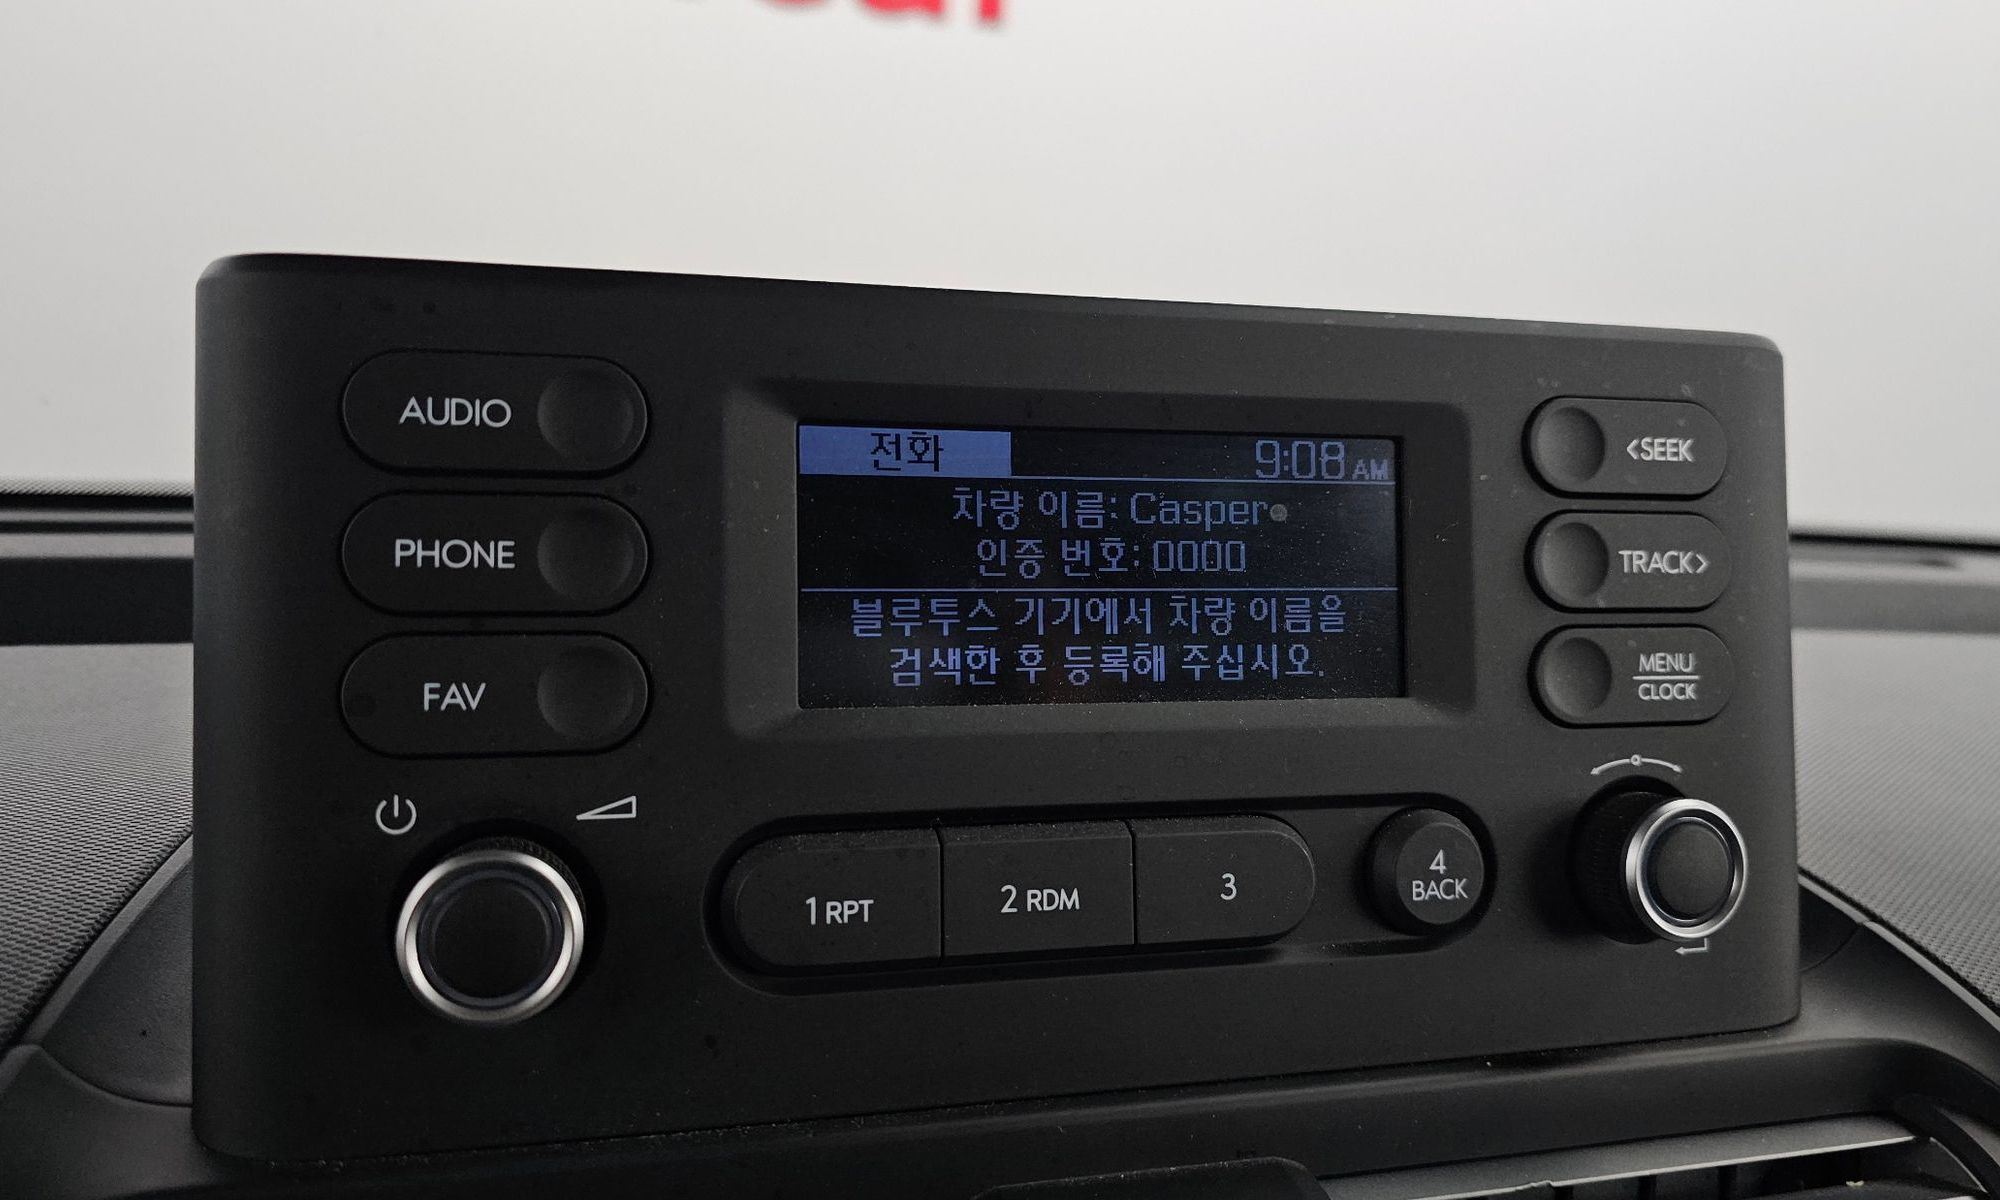 AUDIO
PHONE
FAV
전화 9:08 AM
차량 이름: Casper
인증 번호: 0000
블루투스 기기에서 차량 이름을
검색한 후 등록해 주십시오.
<SEEK
TRACK>
MENU
CLOCK
1 RPT
2 RDM
3
4
BACK